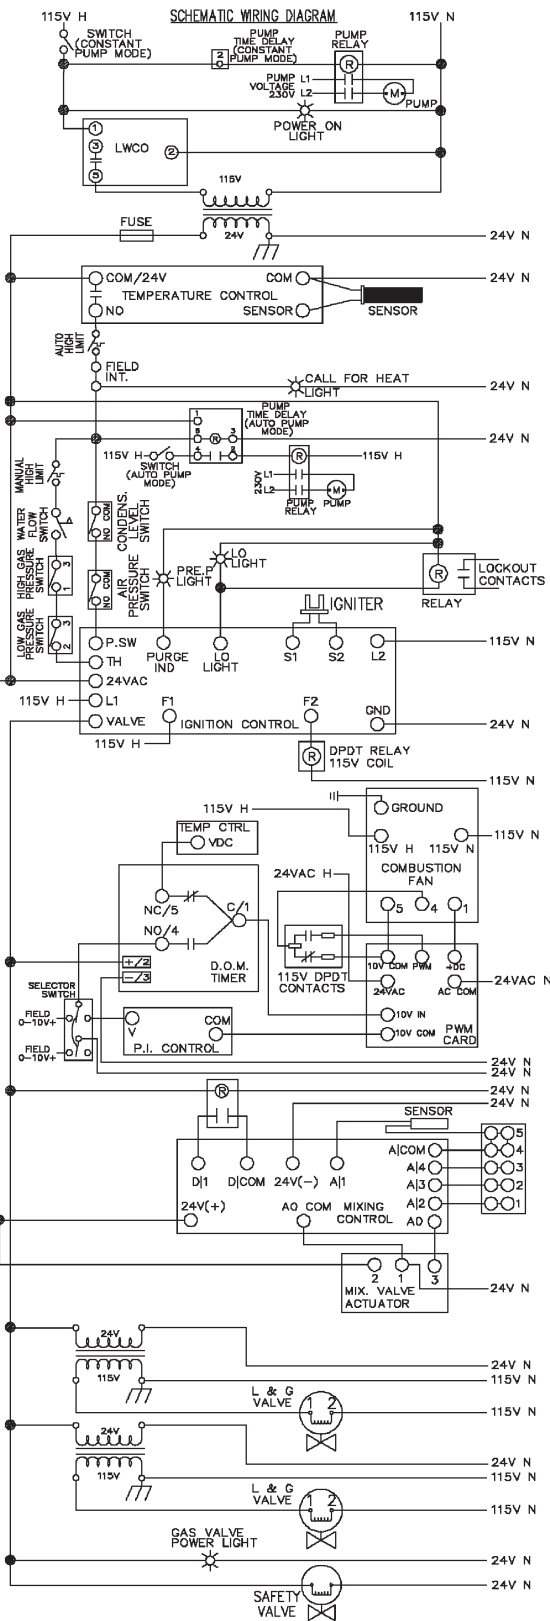 SCHEMATIC WIRING DIAGRAM
115V H
115V N
SWITCH
(CONSTANT
PUMP MODE)
PUMP
TIME DELAY
(CONSTANT
PUMP MODE)
2
PUMP
RELAY
R
PUMP L1
VOLTAGE
230V L2
M
PUMP
POWER ON
LIGHT
1
3
5
LWCO
2
115V
FUSE
24V
24V N
COM/24V
COM
24V N
TEMPERATURE CONTROL
NO
SENSOR
SENSOR
AUTO
HIGH
LIMIT
FIELD
INT.
CALL FOR HEAT
LIGHT
24V N
PUMP
TIME DELAY
(AUTO PUMP
MODE)
1
5
R
3
4
2
24V N
115V H
SWITCH
(AUTO PUMP
MODE)
R
115V H
230V
L1
L2
M
PUMP
RELAY
PUMP
MANUAL
HIGH
LIMIT
WATER
FLOW
SWITCH
HIGH GAS
PRESSURE
SWITCH
3
1
LOW GAS
PRESSURE
SWITCH
3
2
NO COM
CONDENS.
LEVEL
SWITCH
NO COM
AIR
PRESSURE
SWITCH
PRE.P
LIGHT
LO
LIGHT
R
RELAY
LOCKOUT
CONTACTS
IGNITER
P.SW
PURGE
IND
LO
LIGHT
S1
S2
L2
115V N
TH
24VAC
115V H
L1
VALVE
F1
IGNITION CONTROL
F2
GND
24V N
115V H
R
DPDT RELAY
115V COIL
115V N
GROUND
115V H
115V H
115V N
115V N
COMBUSTION
FAN
5
4
1
TEMP CTRL
VDC
24VAC H
NC/5
C/1
NO/4
+/2
-/3
D.O.M.
TIMER
115V DPDT
CONTACTS
10V COM
PWM
+DC
24VAC
AC COM
24VAC N
10V IN
10V COM
PWM
CARD
SELECTOR
SWITCH
FIELD
0-10V+
FIELD
0-10V+
V
COM
P.I. CONTROL
24V N
24V N
24V N
24V N
R
SENSOR
D|1
D|COM
24V(-)
A|1
A|COM
A|4
A|3
A|2
AO
5
4
3
2
1
24V(+)
AO COM
MIXING
CONTROL
2
1
3
MIX. VALVE
ACTUATOR
24V N
24V
115V
24V N
115V N
L & G
VALVE
1 2
115V N
24V
115V
24V N
115V N
L & G
VALVE
1 2
115V N
GAS VALVE
POWER LIGHT
24V N
SAFETY
VALVE
24V N